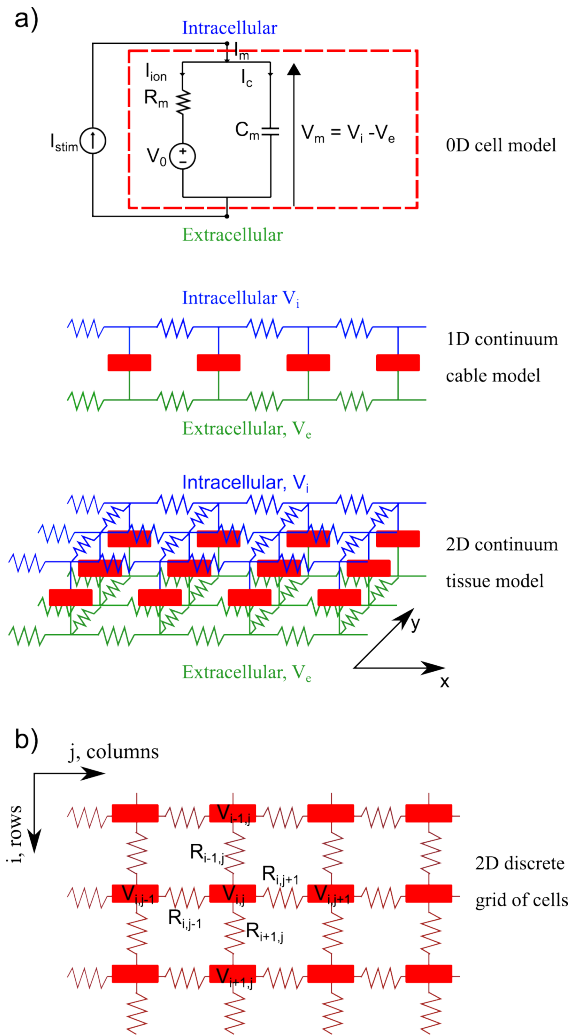 a)
Intracellular
I_m
I_ion
I_c
R_m
C_m
V_m = V_i -V_e
I_stim
V_0
0D cell model
Extracellular
Intracellular V_i
1D continuum
cable model
Extracellular, V_e
Intracellular, V_i
2D continuum
tissue model
y
Extracellular, V_e
x
b)
j, columns
i, rows
V_i-1,j
R_i-1,j
R_i,j+1
2D discrete
grid of cells
V_i,j-1
V_i,j
V_i,j+1
R_i,j-1
R_i+1,j
V_i+1,j